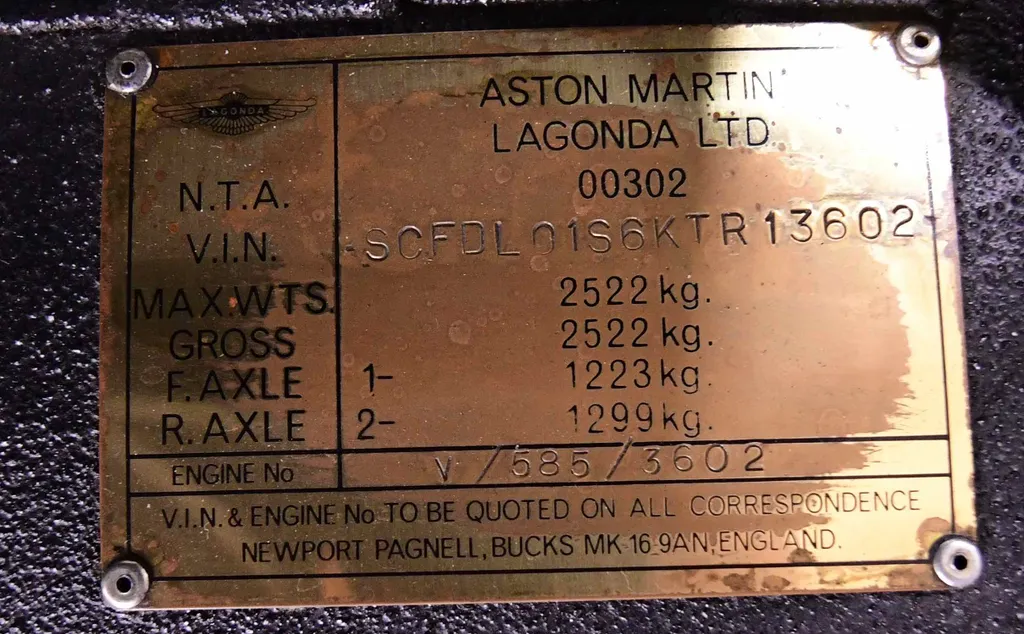 LAGONDA
ASTON MARTIN
LAGONDA LTD
N.T.A. 00302
V.I.N. SCFDL01S6KTR13602
MAX.WTS. 2522 kg.
GROSS 2522 kg.
F. AXLE 1- 1223 kg.
R. AXLE 2- 1299 kg.
ENGINE No V/585/3602
V.I.N. & ENGINE No TO BE QUOTED ON ALL CORRESPONDENCE
NEWPORT PAGNELL, BUCKS MK 16 9AN, ENGLAND.